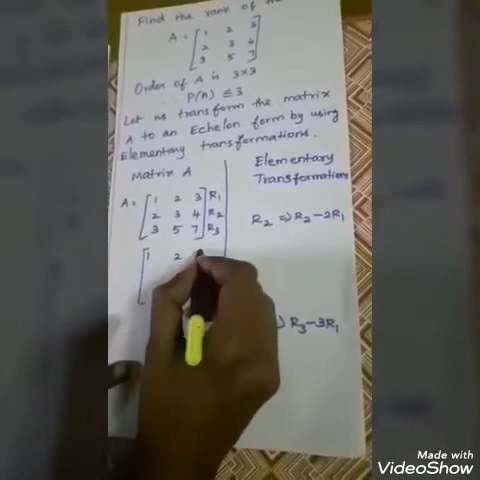 Find the rank of the
A = [ 1 2 3
2 3 4
3 5 7 ]
Order of A is 3×3
∴ P(A) ≤ 3
Let us transform the matrix
A to an Echelon form by using
Elementary transformations.
Matrix A
A = [ 1 2 3 ] R1
2 3 4 R2
3 5 7 R3
[ 1 2
Elementary
Transformations
R2 ⇒ R2-2R1
R3-3R1
Made with
VideoShow